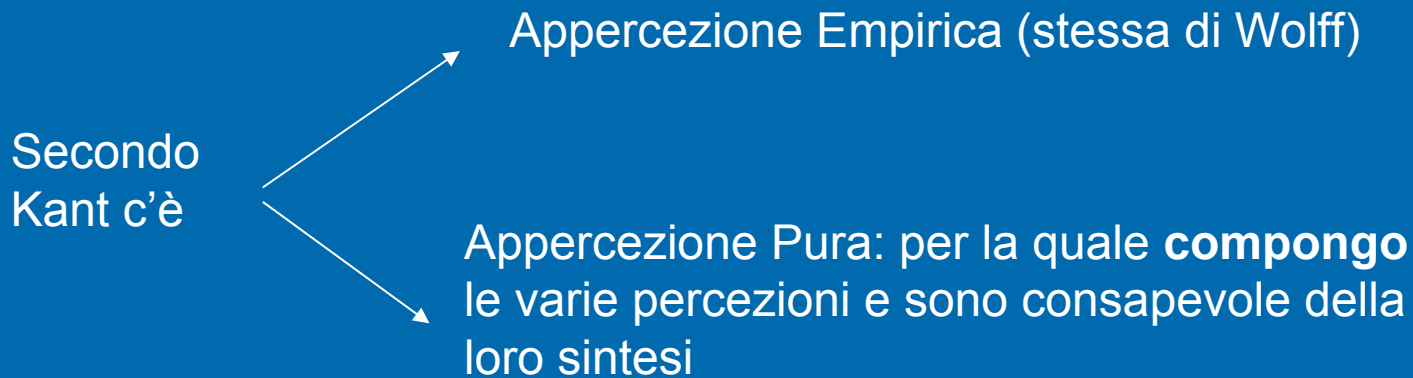 Appercezione Empirica (stessa di Wolff)
Secondo
Kant c’è
Appercezione Pura: per la quale compongo
le varie percezioni e sono consapevole della
loro sintesi